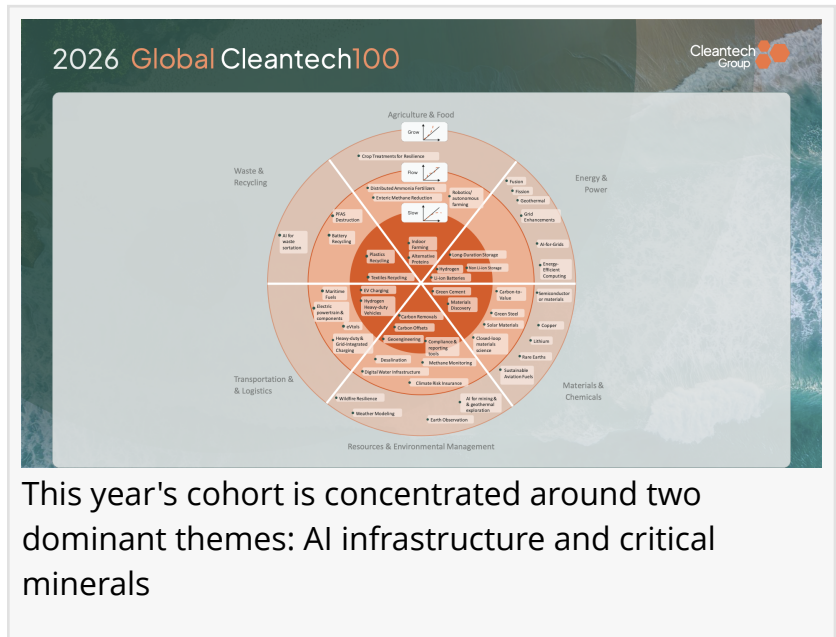 2026 Global Cleantech100
Cleantech
Group
Agriculture & Food
Grow
Crop Treatments for Resilience
Flow
Distributed Ammonia Fertilizers
Enteric Methane Reduction
Robotics/
autonomous
farming
Slow
Indoor
Farming
Alternative
Proteins
Energy &
Power
Fusion
Fission
Geothermal
Grid
Enhancements
AI-for-Grids
Energy-
Efficient
Computing
Long-Duration Storage
Hydrogen
Non Li-ion Storage
Li-ion Batteries
Waste &
Recycling
PFAS
Destruction
AI for
waste
sortation
Battery
Recycling
Plastics
Recycling
Textiles Recycling
Maritime
Fuels
EV Charging
Electric
powertrain &
components
Hydrogen
Heavy-duty
Vehicles
eVtols
Heavy-duty &
Grid-Integrated
Charging
Transportation &
& Logistics
Green Cement
Materials
Discovery
Carbon-to-
Value
Semiconductor
or materials
Green Steel
Solar Materials
Copper
Closed-loop
materials
science
Lithium
Rare Earths
Sustainable
Aviation Fuels
Materials &
Chemicals
Carbon Removals
Carbon Offsets
Geoengineering
Compliance &
reporting
tools
Desalination
Methane Monitoring
Digital Water Infrastructure
Climate Risk Insurance
Wildfire Resilience
Weather Modeling
AI for mining &
& geothermal
exploration
Earth Observation
Resources & Environmental Management
This year's cohort is concentrated around two
dominant themes: AI infrastructure and critical
minerals